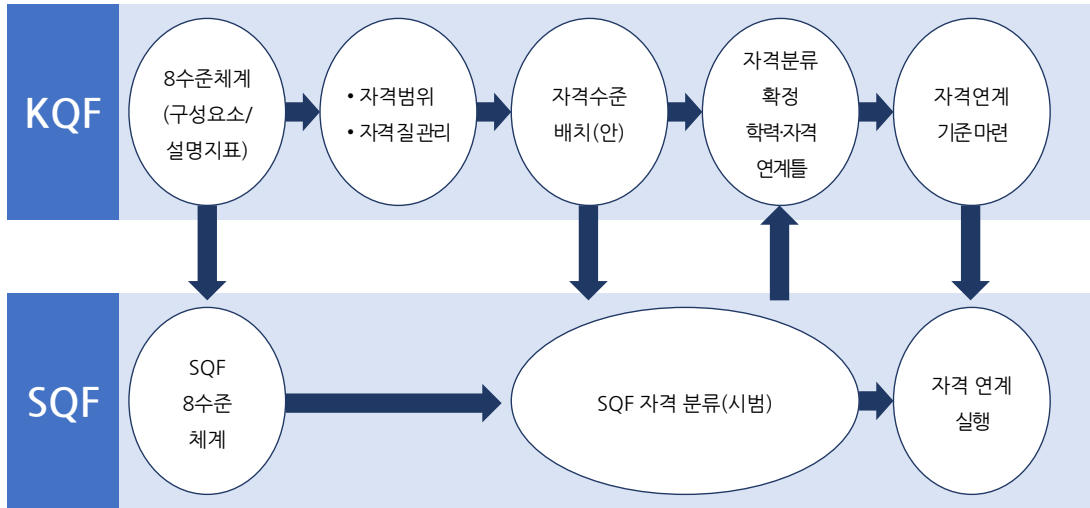 KQF
8수준체계
(구성요소/
설명지표)
• 자격범위
• 자격질관리
자격수준
배치(안)
자격분류
확정
학력·자격
연계틀
자격연계
기준마련
SQF
SQF
8수준
체계
SQF 자격 분류(시범)
자격 연계
실행